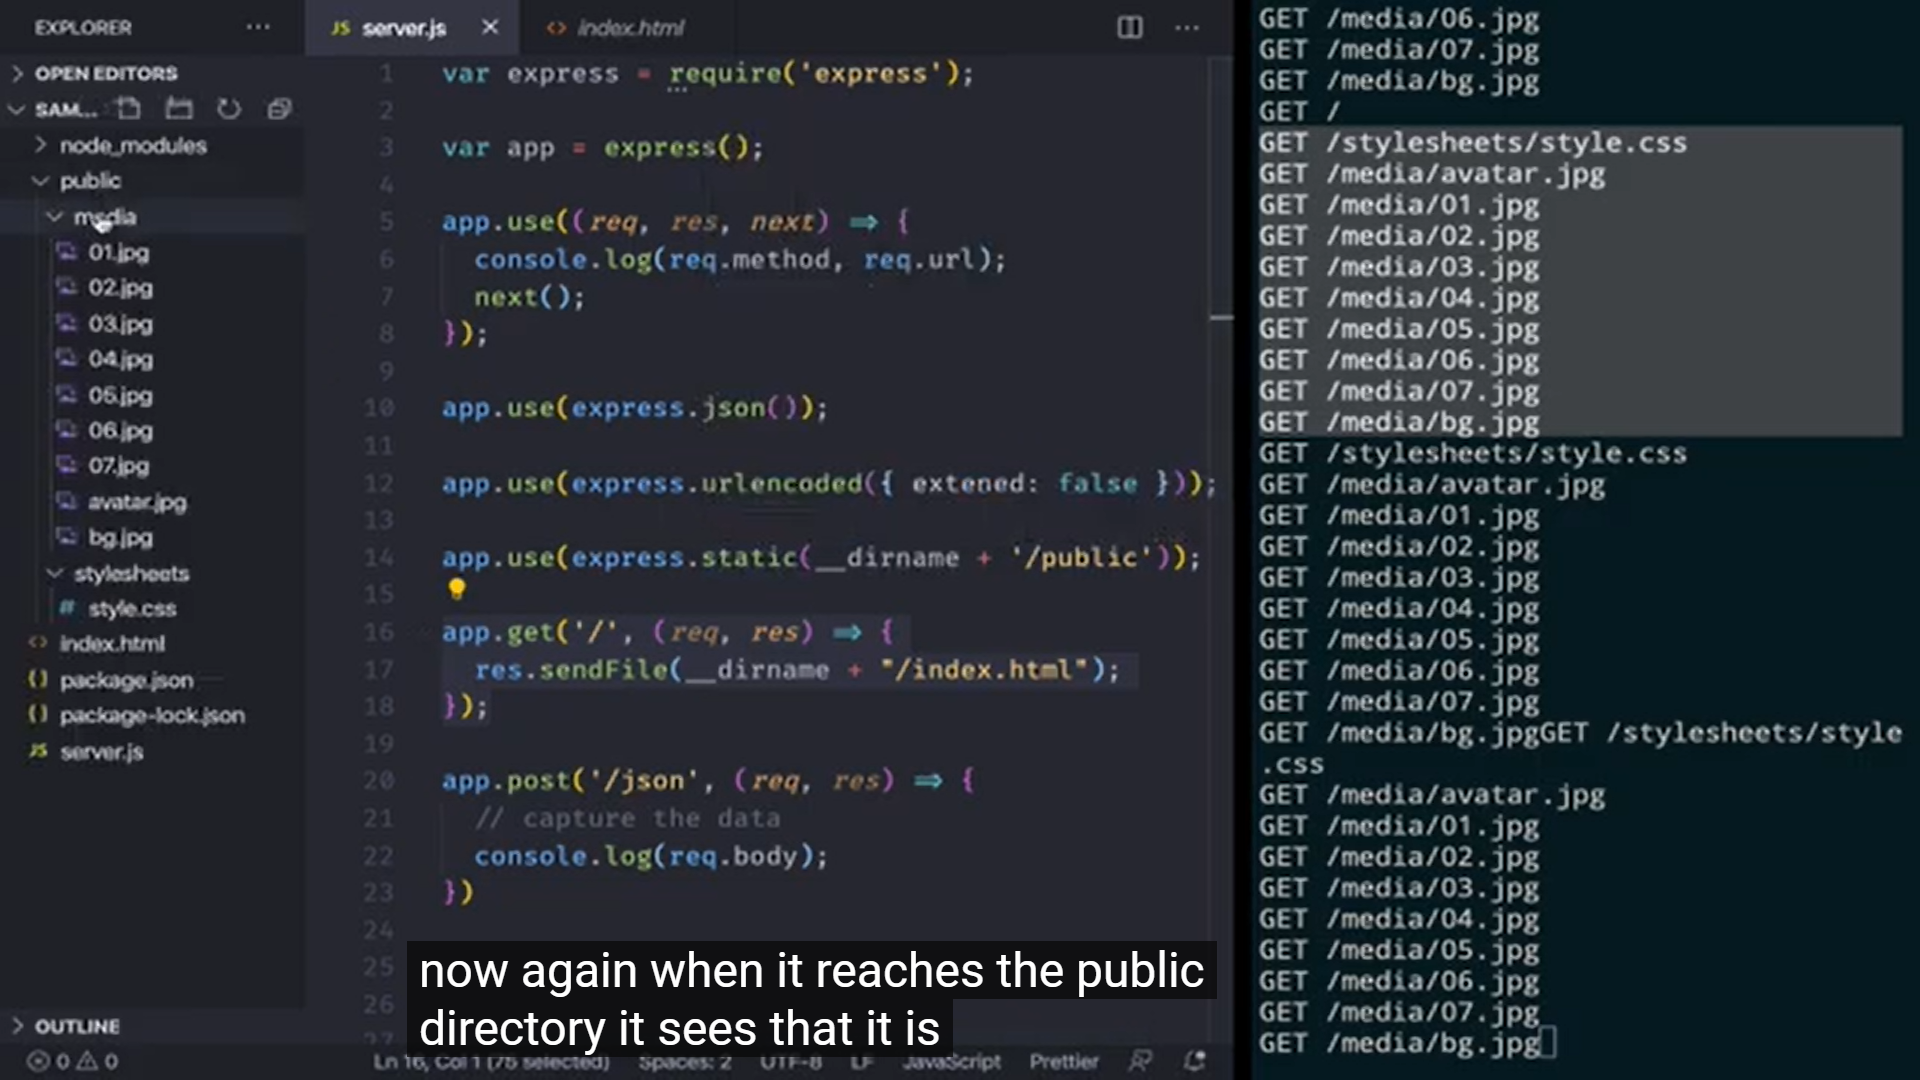 EXPLORER
OPEN EDITORS
SAM...
node_modules
public
media
01.jpg
02.jpg
03.jpg
04.jpg
05.jpg
06.jpg
07.jpg
avatar.jpg
bg.jpg
stylesheets
# style.css
<> index.html
{} package.json
{} package-lock.json
JS server.js
OUTLINE
JS server.js
<> index.html
1 var express = require('express');
2
3 var app = express();
4
5 app.use((req, res, next) => {
6 console.log(req.method, req.url);
7 next();
8 });
9
10 app.use(express.json());
11
12 app.use(express.urlencoded({ extened: false }));
13
14 app.use(express.static(__dirname + '/public'));
15
16 app.get('/', (req, res) => {
17 res.sendFile(__dirname + "/index.html");
18 });
19
20 app.post('/json', (req, res) => {
21 // capture the data
22 console.log(req.body);
23 })
24
25
26
now again when it reaches the public
directory it sees that it is
0 0
Ln 16, Col 1 (75 selected) Spaces: 2 UTF-8 LF JavaScript Prettier
GET /media/06.jpg
GET /media/07.jpg
GET /media/bg.jpg
GET /
GET /stylesheets/style.css
GET /media/avatar.jpg
GET /media/01.jpg
GET /media/02.jpg
GET /media/03.jpg
GET /media/04.jpg
GET /media/05.jpg
GET /media/06.jpg
GET /media/07.jpg
GET /media/bg.jpg
GET /stylesheets/style.css
GET /media/avatar.jpg
GET /media/01.jpg
GET /media/02.jpg
GET /media/03.jpg
GET /media/04.jpg
GET /media/05.jpg
GET /media/06.jpg
GET /media/07.jpg
GET /media/bg.jpgGET /stylesheets/style
.css
GET /media/avatar.jpg
GET /media/01.jpg
GET /media/02.jpg
GET /media/03.jpg
GET /media/04.jpg
GET /media/05.jpg
GET /media/06.jpg
GET /media/07.jpg
GET /media/bg.jpg